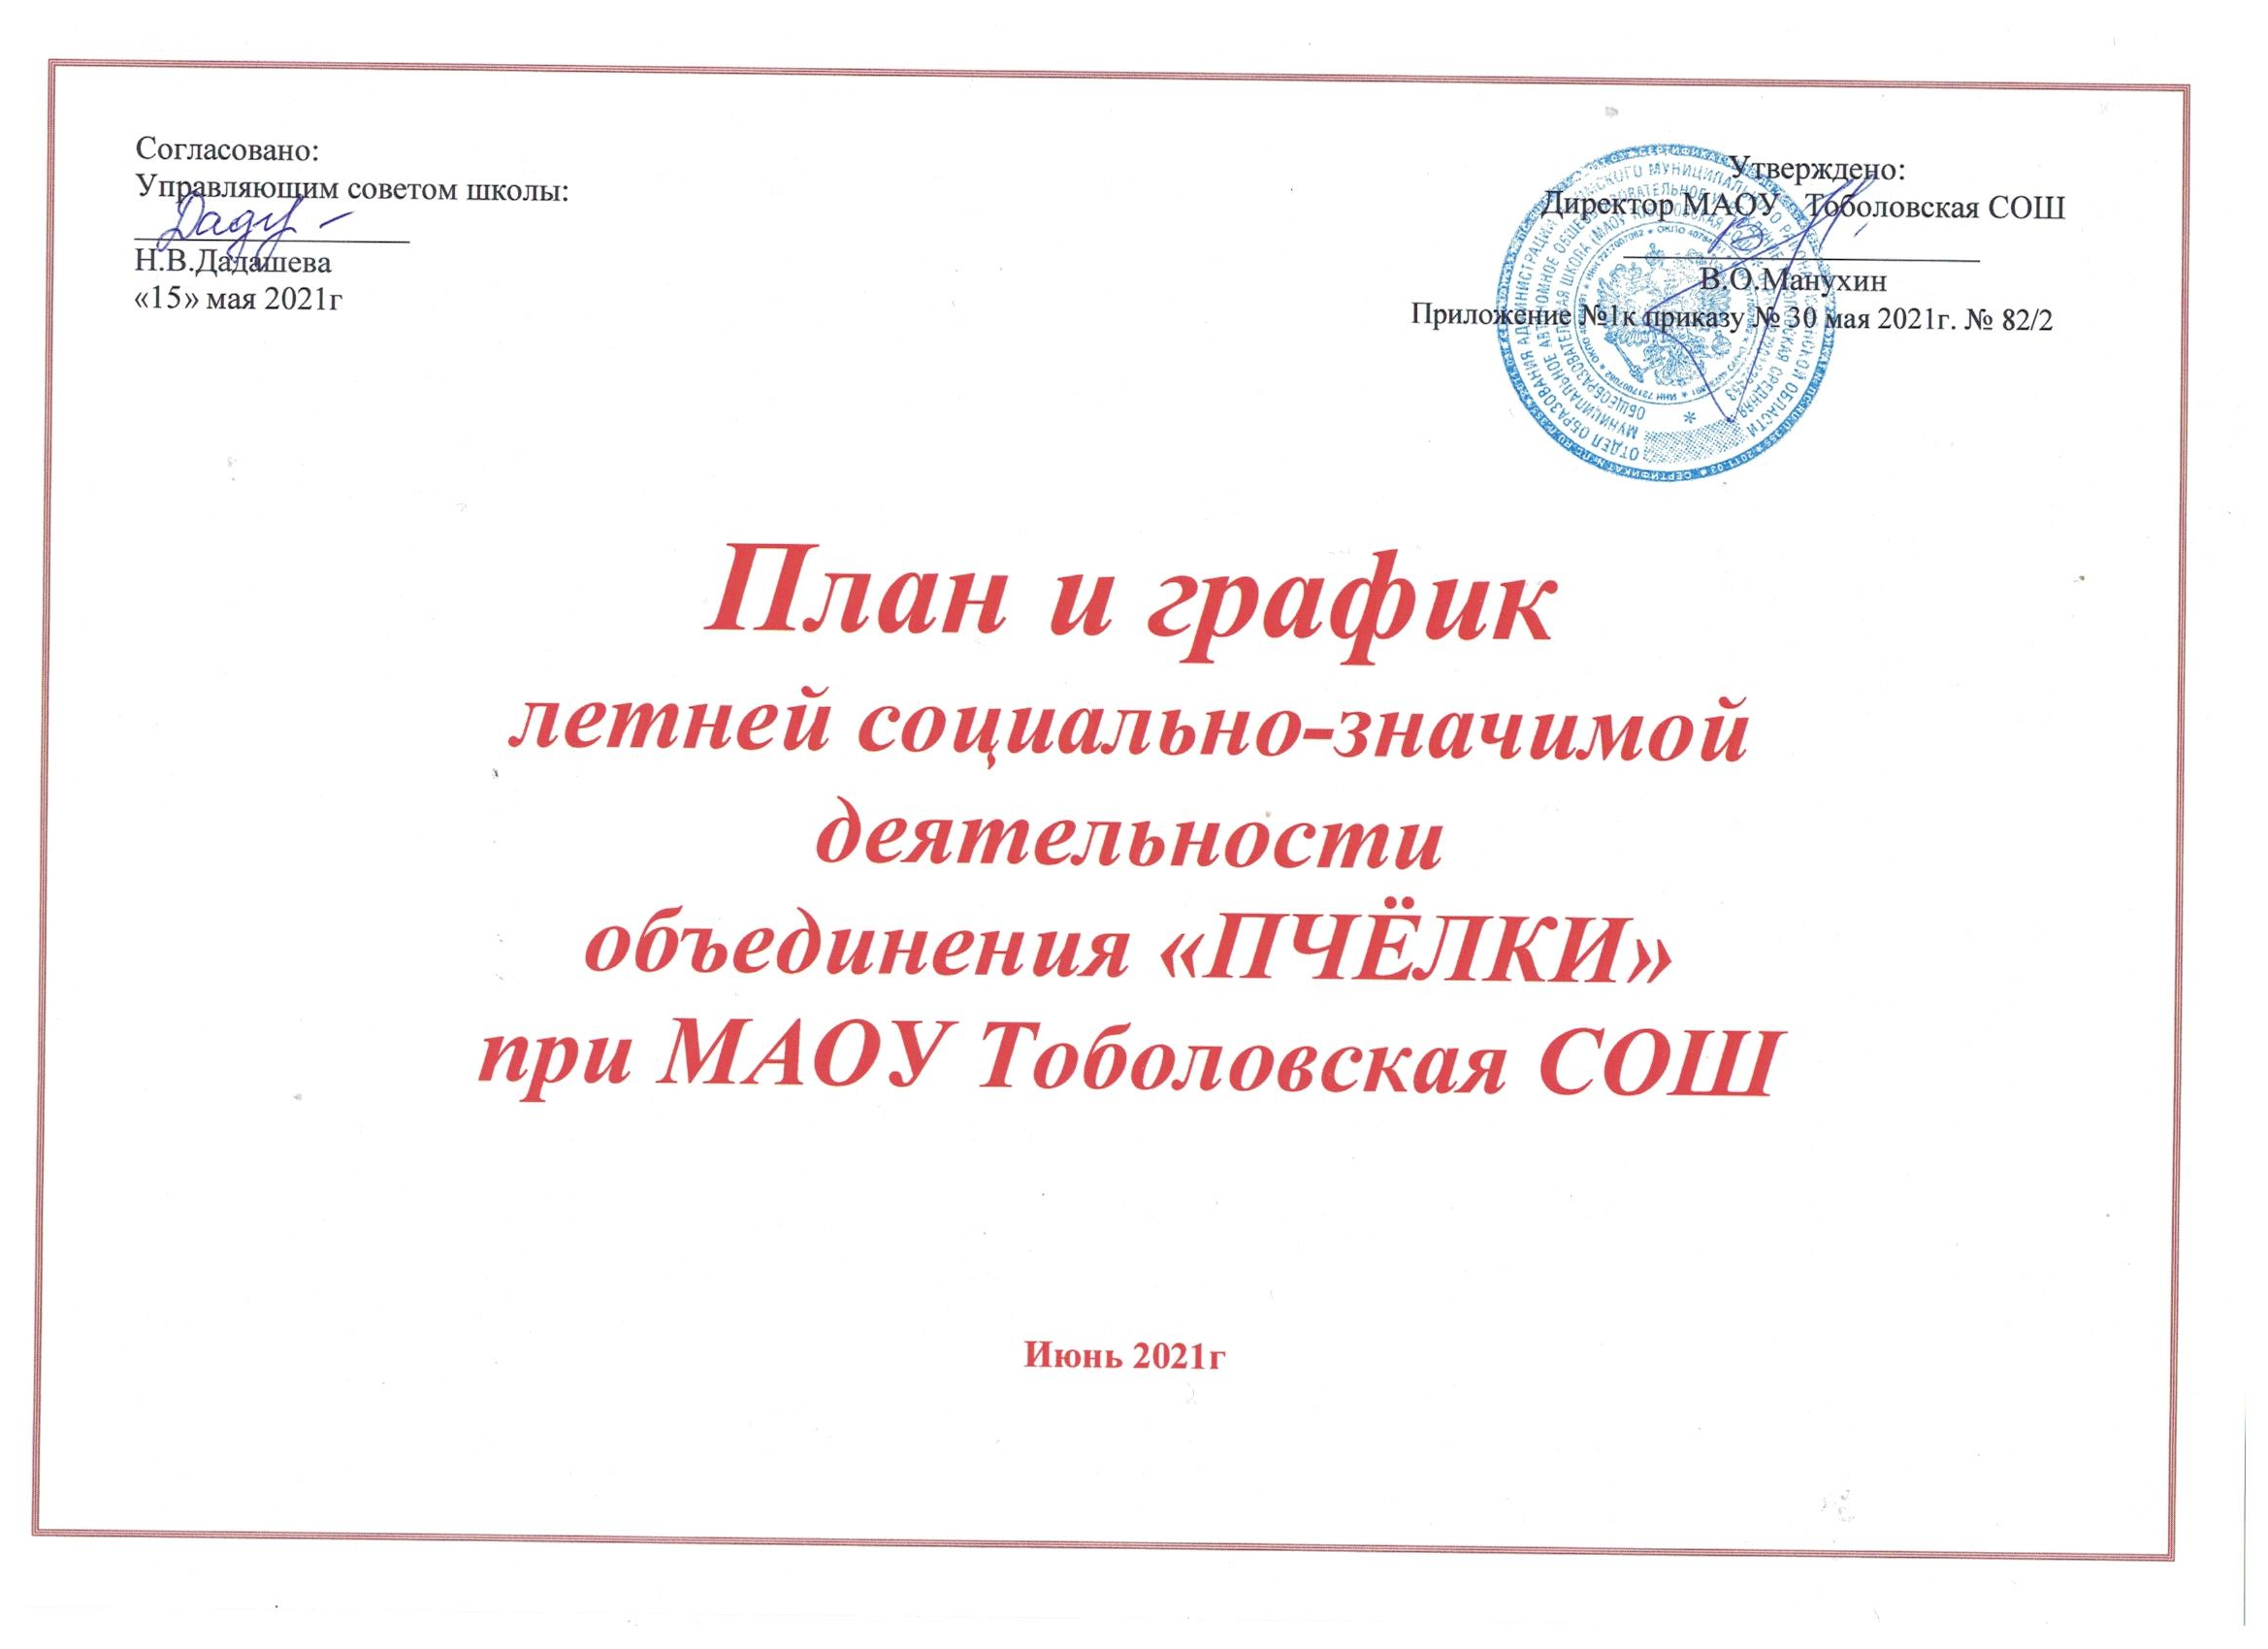 Согласовано:
Управляющим советом школы:
Н.В.Дадашева
«15» мая 2021г
Утверждено:
Директор МАОУ Тоболовская СОШ
В.О.Манухин
Приложение №1к приказу № 30 мая 2021г. № 82/2
План и график
летней социально-значимой
деятельности
объединения «ПЧЁЛКИ»
при МАОУ Тоболовская СОШ
Июнь 2021г